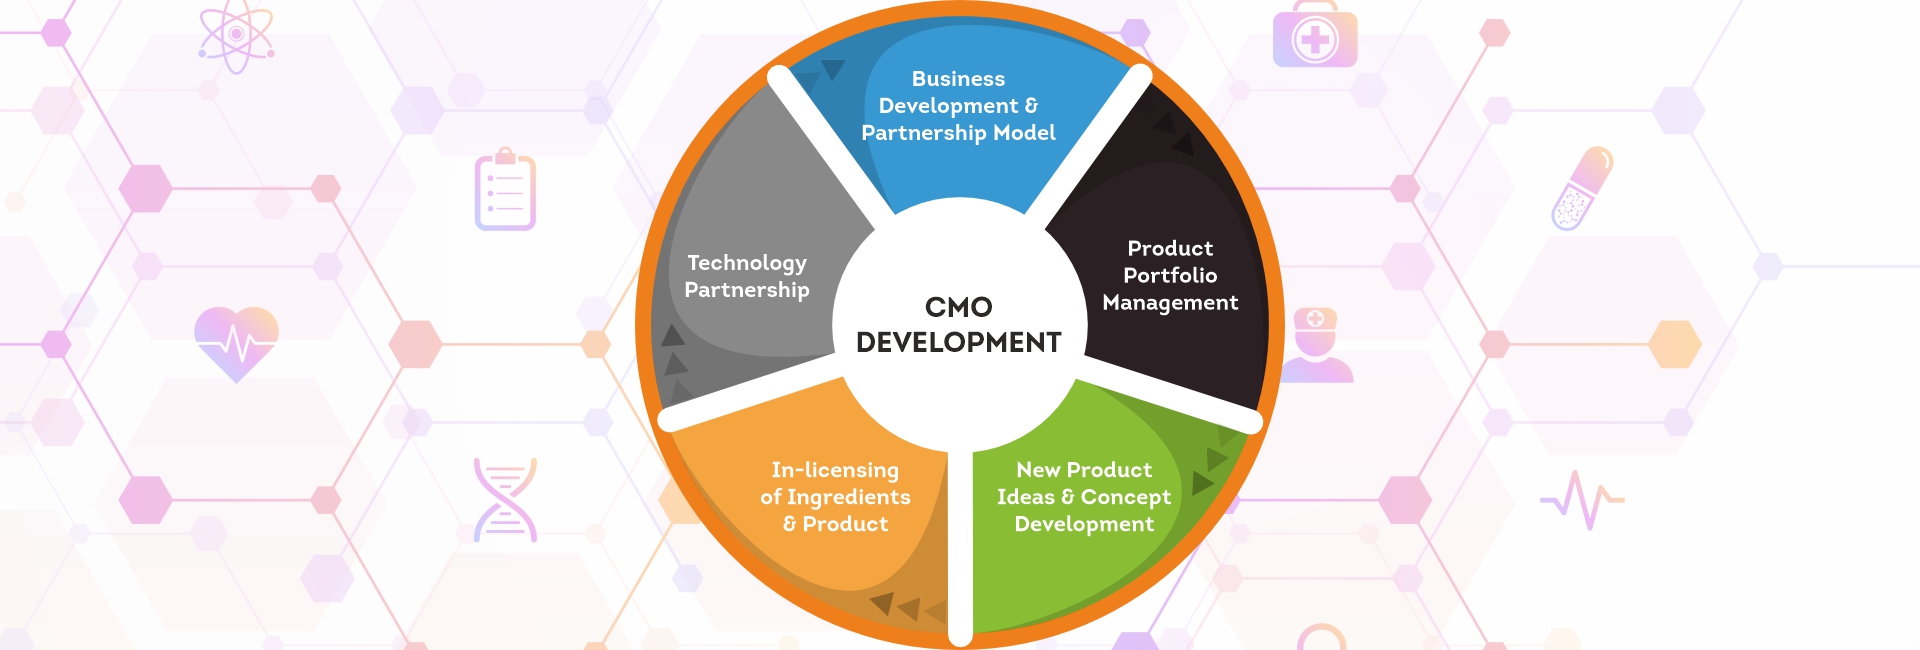 Business
Development &
Partnership Model
Product
Portfolio
Management
New Product
Ideas & Concept
Development
In-licensing
of Ingredients
& Product
Technology
Partnership
CMO
DEVELOPMENT